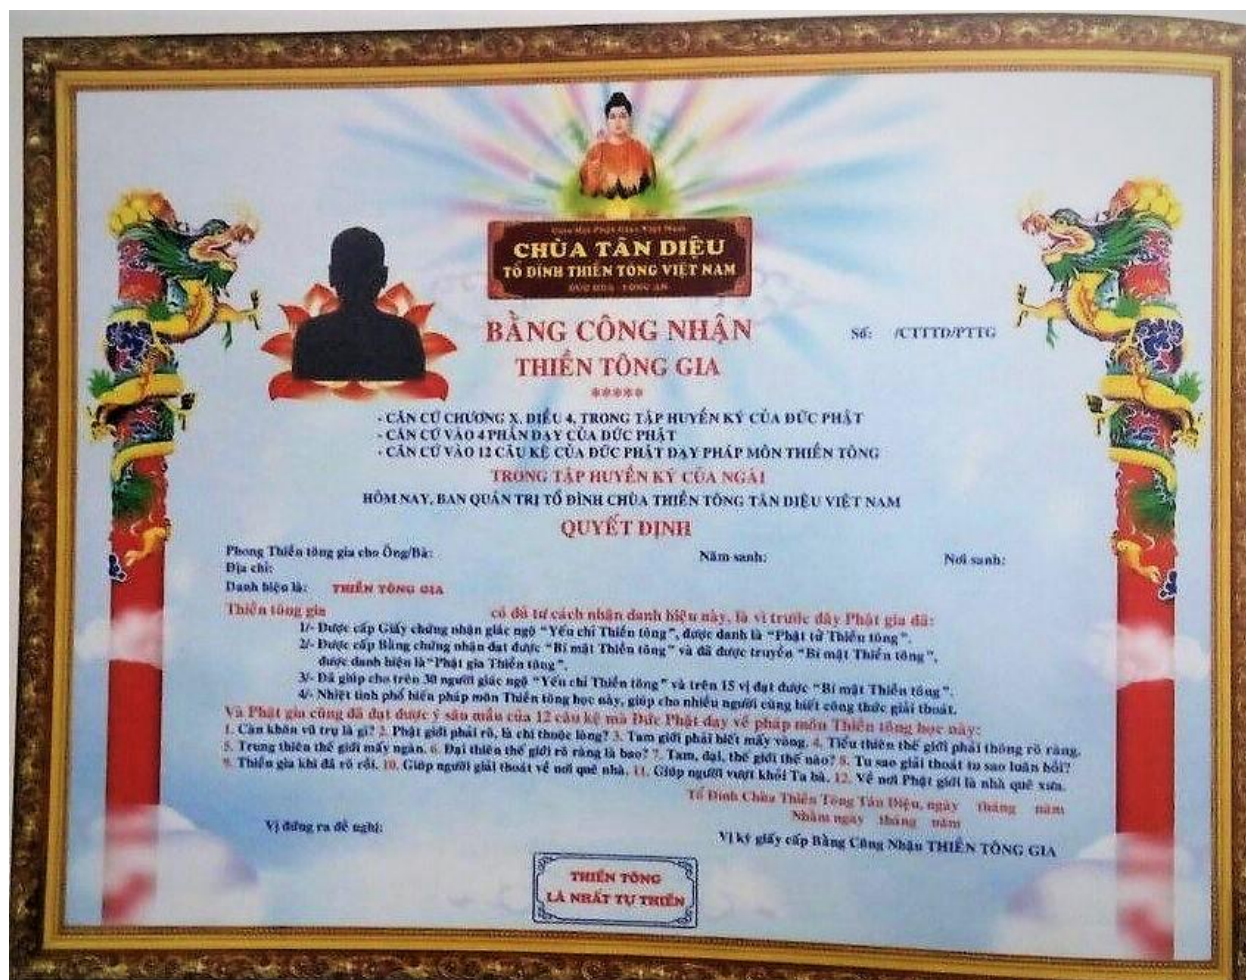 Giáo Hội Phật Giáo Việt Nam
CHÙA TÂN DIỆU
TỔ ĐÌNH THIỀN TÔNG VIỆT NAM
ĐỨC HÒA - LONG AN
BẰNG CÔNG NHẬN
THIỀN TÔNG GIA
*****
Số: /CTTTD/PTTG
- CĂN CỨ CHƯƠNG X, ĐIỀU 4, TRONG TẬP HUYỀN KÝ CỦA ĐỨC PHẬT
- CĂN CỨ VÀO 4 PHẦN DẠY CỦA ĐỨC PHẬT
- CĂN CỨ VÀO 12 CÂU KỆ CỦA ĐỨC PHẬT DẠY PHÁP MÔN THIỀN TÔNG
TRONG TẬP HUYỀN KÝ CỦA NGÀI
HÔM NAY, BAN QUẢN TRỊ TỔ ĐÌNH CHÙA THIỀN TÔNG TÂN DIỆU VIỆT NAM
QUYẾT ĐỊNH
Phong Thiền tông gia cho Ông/Bà: Năm sanh: Nơi sanh:
Địa chỉ:
Danh hiệu là: THIỀN TÔNG GIA
Thiền tông gia có đủ tư cách nhận danh hiệu này, là vì trước đây Phật gia đã:
1/- Được cấp Giấy chứng nhận giác ngộ “Yếu chỉ Thiền tông”, được danh là “Phật tử Thiền tông”.
2/- Được cấp Bằng chứng nhận đạt được “Bí mật Thiền tông” và đã được truyền “Bí mật Thiền tông”,
được danh hiệu là “Phật gia Thiền tông”.
3/- Đã giúp cho trên 30 người giác ngộ “Yếu chỉ Thiền tông” và trên 15 vị đạt được “Bí mật Thiền tông”.
4/- Nhiệt tình phổ biến pháp môn Thiền tông học này, giúp cho nhiều người cùng biết công thức giải thoát.
Và Phật gia cũng đã đạt được ý sâu mầu của 12 câu kệ mà Đức Phật dạy về pháp môn Thiền tông học này:
1. Càn khôn vũ trụ là gì? 2. Phật giới phải rõ, là chi thuộc lòng? 3. Tam giới phải biết mấy vòng. 4. Tiểu thiên thế giới phải thông rõ ràng.
5. Trung thiên thế giới mấy ngàn. 6. Đại thiên thế giới rõ ràng là bao? 7. Tam, đại, thế giới thế nào? 8. Tu sao giải thoát tu sao luân hồi?
9. Thiền gia khi đã rõ rồi. 10. Giúp người giải thoát về nơi quê nhà. 11. Giúp người vượt khỏi Ta bà. 12. Về nơi Phật giới là nhà quê xưa.
Tổ Đình Chùa Thiền Tông Tân Diệu, ngày tháng năm
Nhằm ngày tháng năm
Vị đứng ra đề nghị:
Vị ký giấy cấp Bằng Công Nhận THIỀN TÔNG GIA
THIỀN TÔNG
LÀ NHẤT TỰ THIỀN